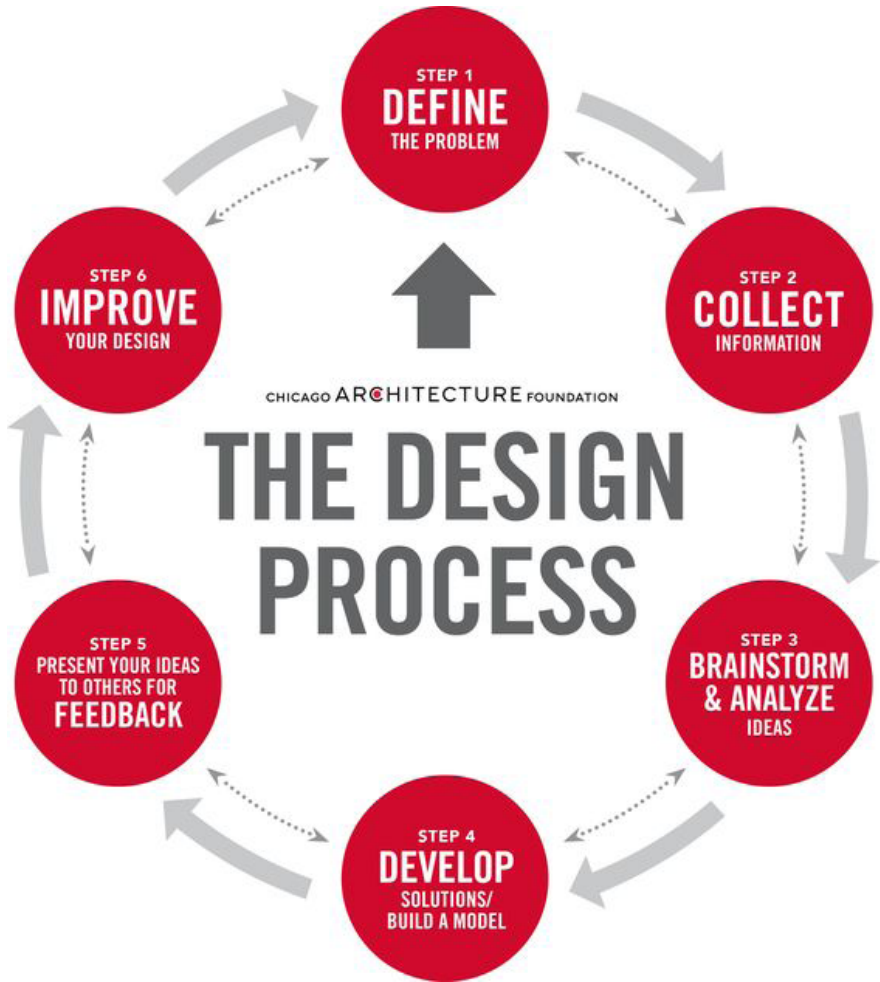 STEP 1
DEFINE
THE PROBLEM
STEP 2
COLLECT
INFORMATION
STEP 3
BRAINSTORM
& ANALYZE
IDEAS
STEP 4
DEVELOP
SOLUTIONS/
BUILD A MODEL
STEP 5
PRESENT YOUR IDEAS
TO OTHERS FOR
FEEDBACK
STEP 6
IMPROVE
YOUR DESIGN
CHICAGO ARCHITECTURE FOUNDATION
THE DESIGN
PROCESS